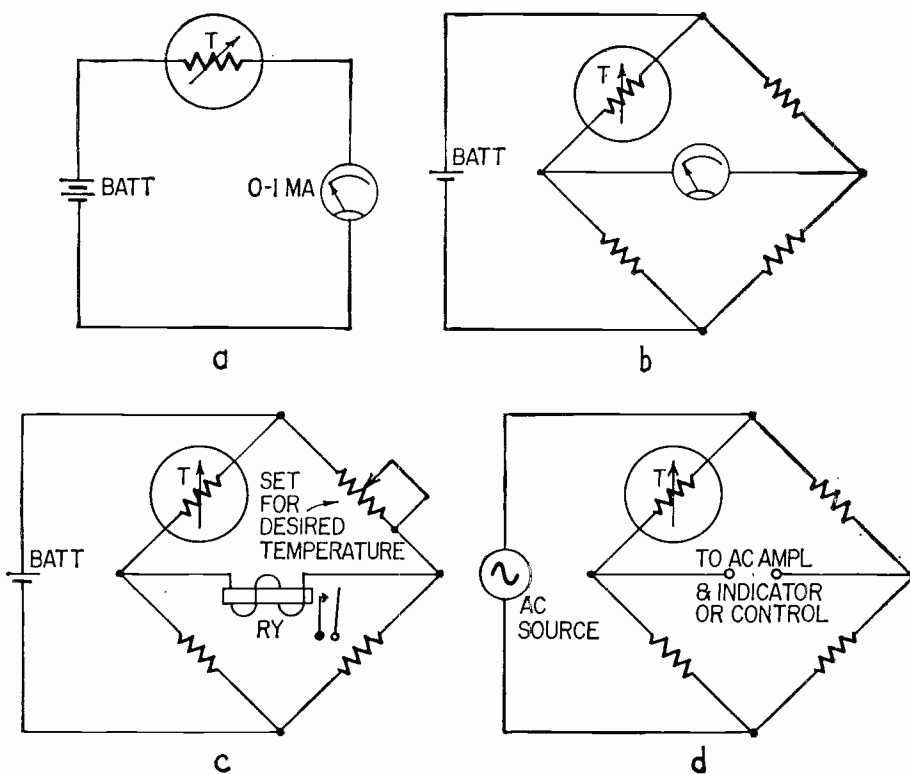 T
BATT
0-1 MA
a
T
BATT
b
T
SET
FOR
DESIRED
TEMPERATURE
BATT
RY
c
T
TO AC AMPL
& INDICATOR
OR CONTROL
AC
SOURCE
d